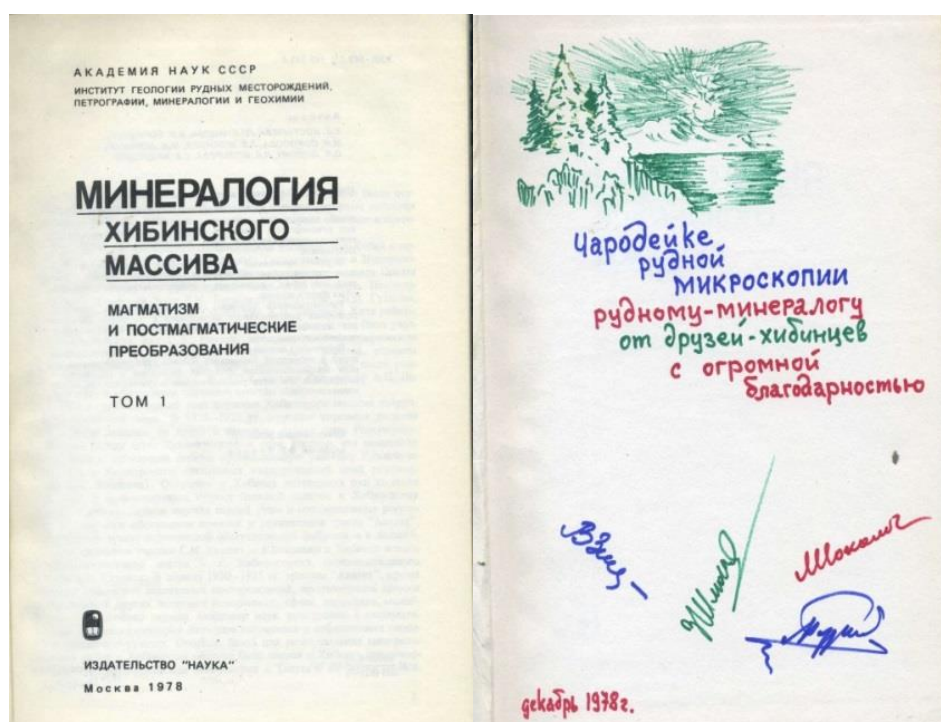 АКАДЕМИЯ НАУК СССР
ИНСТИТУТ ГЕОЛОГИИ РУДНЫХ МЕСТОРОЖДЕНИЙ,
ПЕТРОГРАФИИ, МИНЕРАЛОГИИ И ГЕОХИМИИ
МИНЕРАЛОГИЯ
ХИБИНСКОГО
МАССИВА
МАГМАТИЗМ
И ПОСТМАГМАТИЧЕСКИЕ
ПРЕОБРАЗОВАНИЯ
ТОМ 1
ИЗДАТЕЛЬСТВО "НАУКА"
Москва 1978
Чародейке
рудной
микроскопии
рудному-минералогу
от друзей-хибинцев
с огромной
благодарностью
декабрь 1978г.